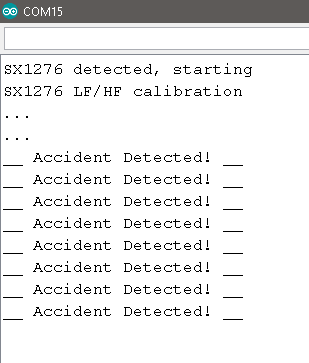 COM15
SX1276 detected, starting
SX1276 LF/HF calibration
...
...
__ Accident Detected! __
__ Accident Detected! __
__ Accident Detected! __
__ Accident Detected! __
__ Accident Detected! __
__ Accident Detected! __
__ Accident Detected! __
__ Accident Detected! __